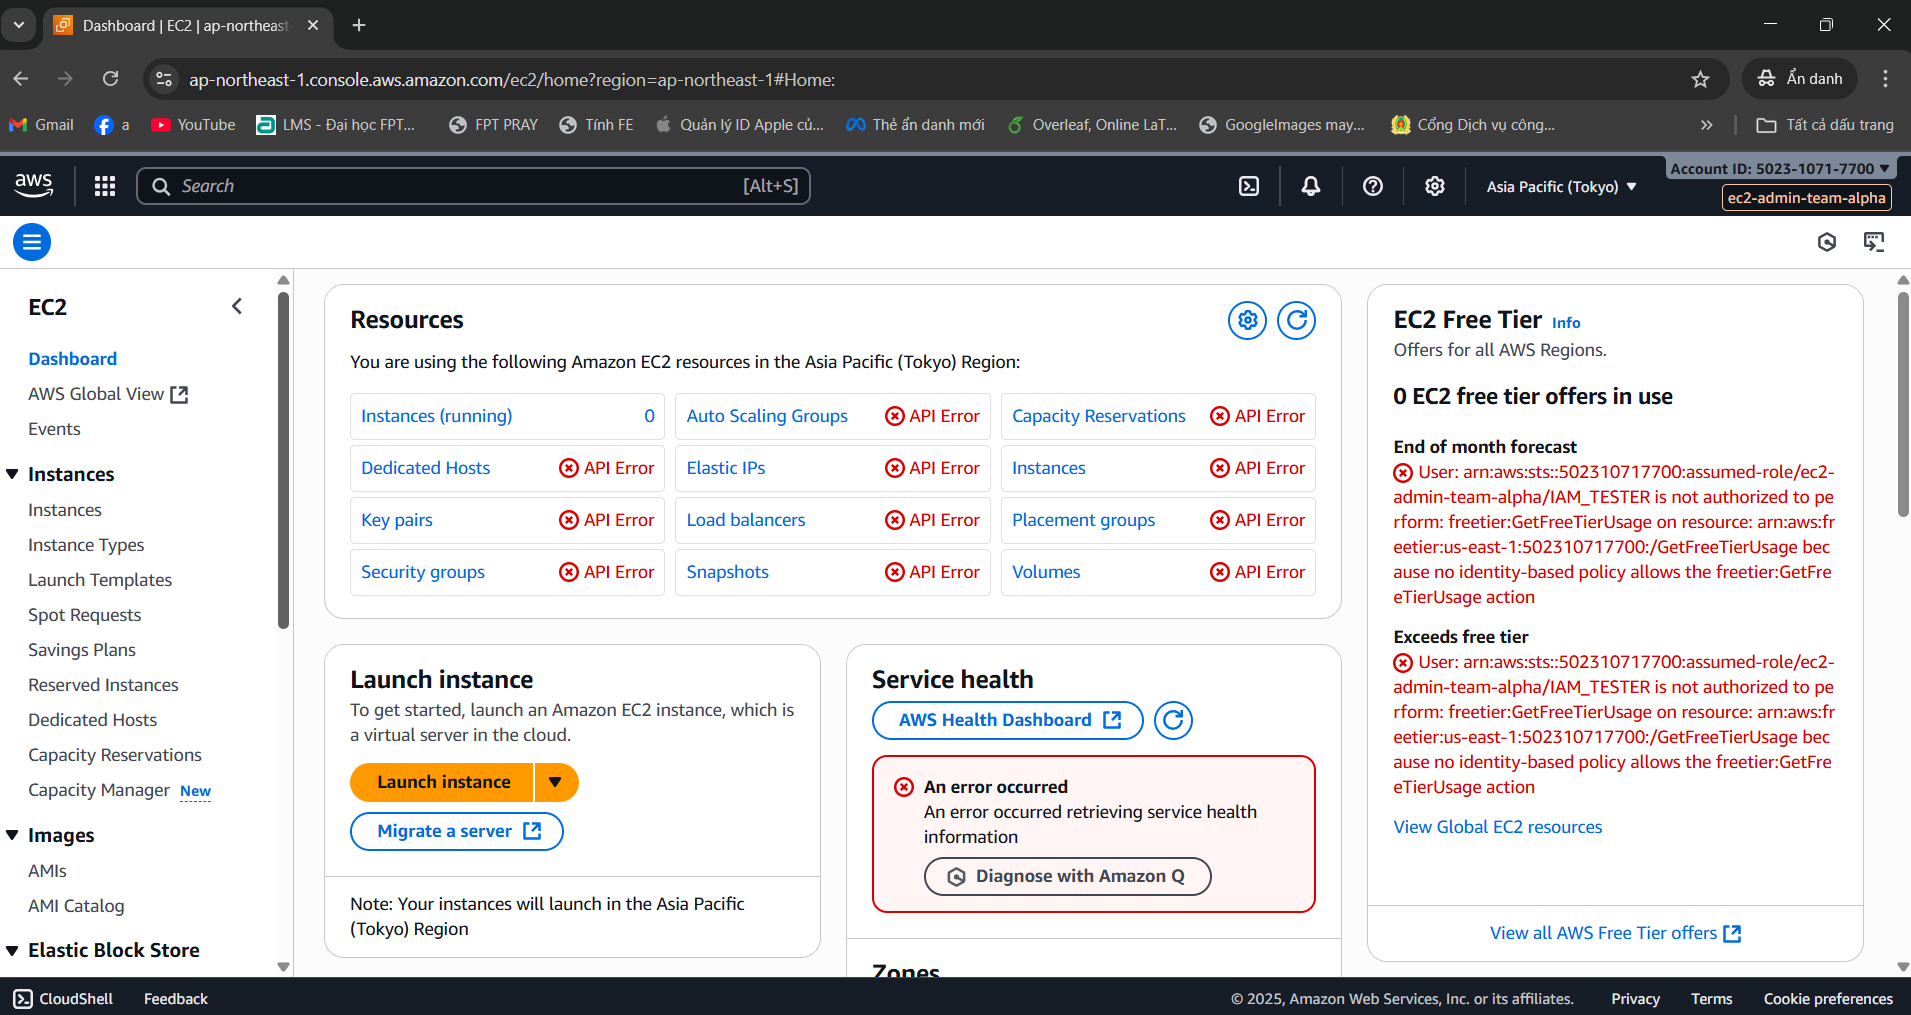 Dashboard | EC2 | ap-northeast
ap-northeast-1.console.aws.amazon.com/ec2/home?region=ap-northeast-1#Home:
Ẩn danh
Gmail
a
YouTube
LMS - Đại học FPT...
FPT PRAY
Tính FE
Quản lý ID Apple củ...
Thẻ ẩn danh mới
Overleaf, Online LaT...
GoogleImages may...
Cổng Dịch vụ công...
Tất cả dấu trang
aws
Search
[Alt+S]
Asia Pacific (Tokyo)
Account ID: 5023-1071-7700
ec2-admin-team-alpha
EC2
Dashboard
AWS Global View
Events
Instances
Instances
Instance Types
Launch Templates
Spot Requests
Savings Plans
Reserved Instances
Dedicated Hosts
Capacity Reservations
Capacity Manager New
Images
AMIs
AMI Catalog
Elastic Block Store
Resources
You are using the following Amazon EC2 resources in the Asia Pacific (Tokyo) Region:
Instances (running) 0
Auto Scaling Groups API Error
Capacity Reservations API Error
Dedicated Hosts API Error
Elastic IPs API Error
Instances API Error
Key pairs API Error
Load balancers API Error
Placement groups API Error
Security groups API Error
Snapshots API Error
Volumes API Error
Launch instance
To get started, launch an Amazon EC2 instance, which is
a virtual server in the cloud.
Launch instance
Migrate a server
Note: Your instances will launch in the Asia Pacific
(Tokyo) Region
Service health
AWS Health Dashboard
An error occurred
An error occurred retrieving service health
information
Diagnose with Amazon Q
Zones
EC2 Free Tier Info
Offers for all AWS Regions.
0 EC2 free tier offers in use
End of month forecast
User: arn:aws:sts::502310717700:assumed-role/ec2-
admin-team-alpha/IAM_TESTER is not authorized to pe
rform: freetier:GetFreeTierUsage on resource: arn:aws:fr
eetier:us-east-1:502310717700:/GetFreeTierUsage bec
ause no identity-based policy allows the freetier:GetFre
eTierUsage action
Exceeds free tier
User: arn:aws:sts::502310717700:assumed-role/ec2-
admin-team-alpha/IAM_TESTER is not authorized to pe
rform: freetier:GetFreeTierUsage on resource: arn:aws:fr
eetier:us-east-1:502310717700:/GetFreeTierUsage bec
ause no identity-based policy allows the freetier:GetFre
eTierUsage action
View Global EC2 resources
View all AWS Free Tier offers
CloudShell
Feedback
© 2025, Amazon Web Services, Inc. or its affiliates.
Privacy
Terms
Cookie preferences